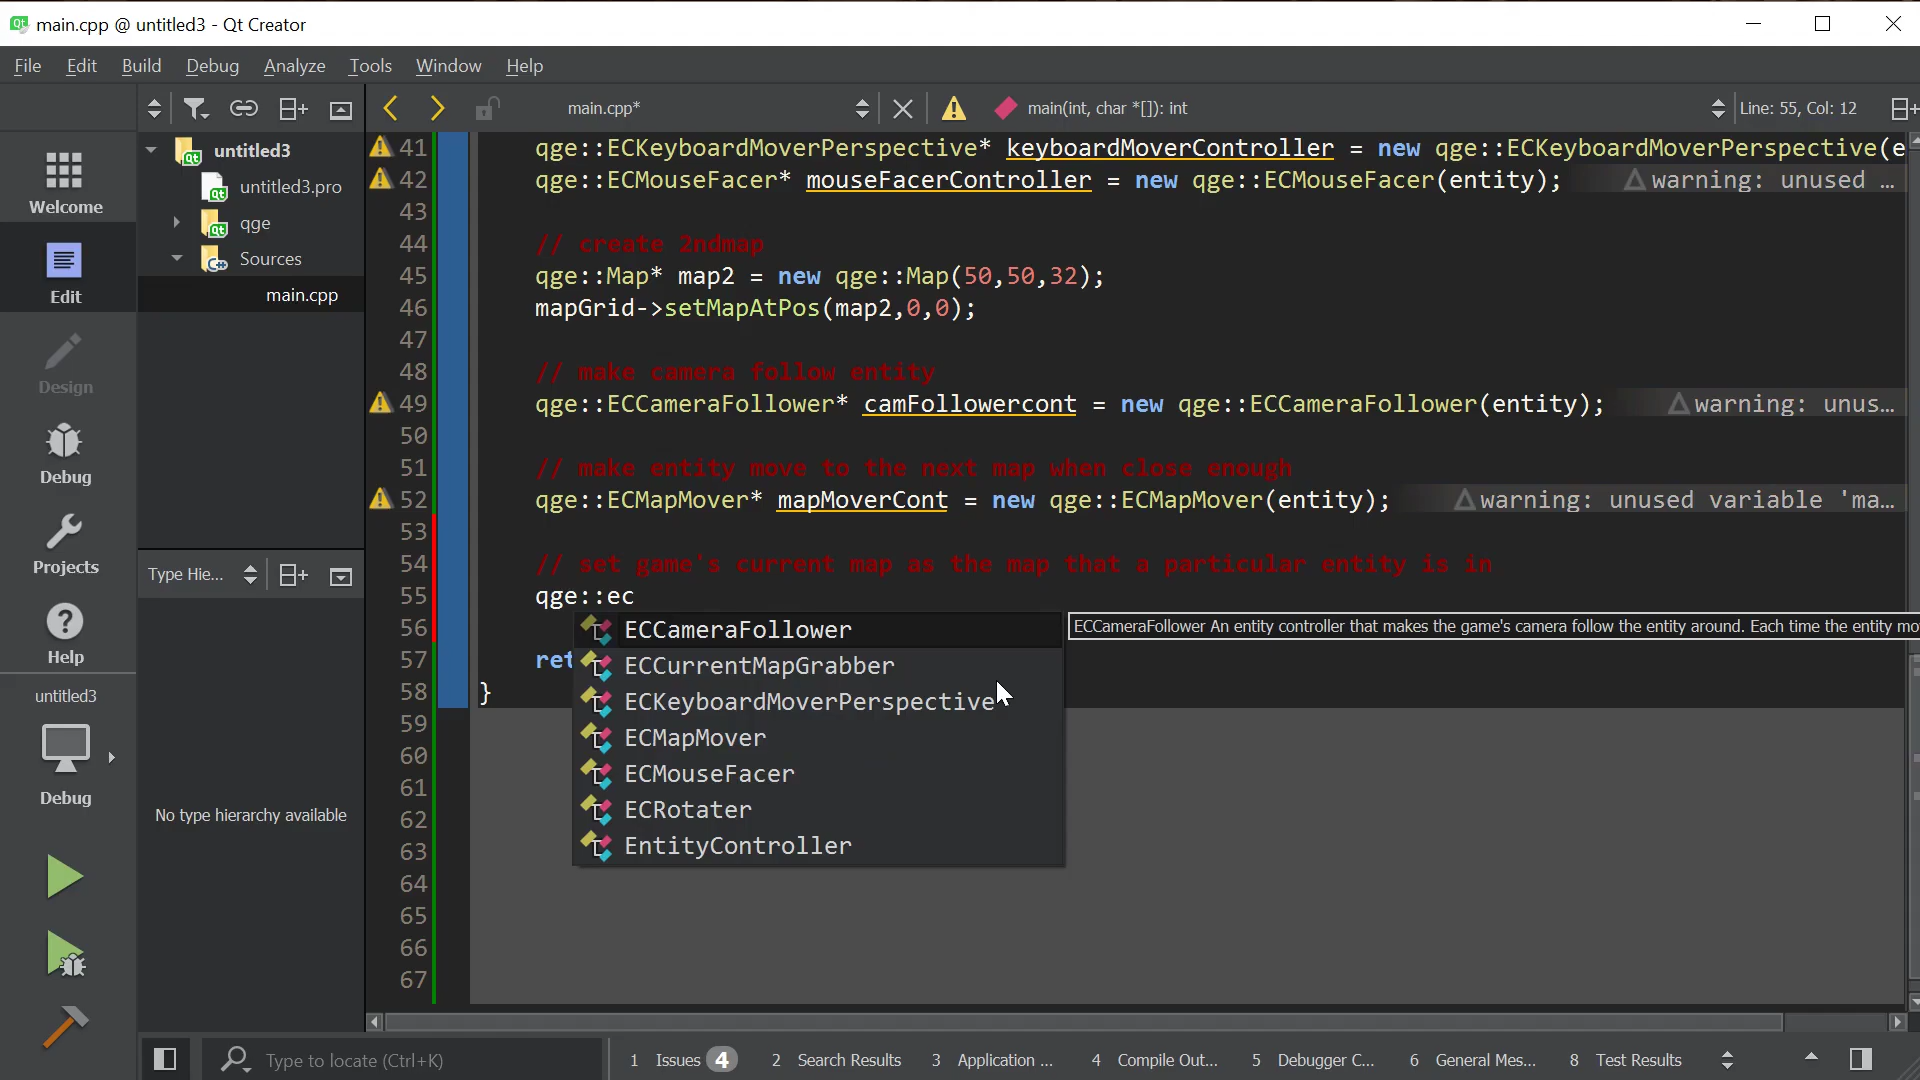 main.cpp @ untitled3 - Qt Creator
File Edit Build Debug Analyze Tools Window Help
main.cpp* main(int, char *[]): int Line: 55, Col: 12
Welcome
Edit
Design
Debug
Projects
Help
untitled3
Debug
untitled3
untitled3.pro
qge
Sources
main.cpp
Type Hie...
No type hierarchy available
41 qge::ECKeyboardMoverPerspective* keyboardMoverController = new qge::ECKeyboardMoverPerspective(e
42 qge::ECMouseFacer* mouseFacerController = new qge::ECMouseFacer(entity); warning: unused ...
43
44 // create 2ndmap
45 qge::Map* map2 = new qge::Map(50,50,32);
46 mapGrid->setMapAtPos(map2,0,0);
47
48 // make camera follow entity
49 qge::ECCameraFollower* camFollowercont = new qge::ECCameraFollower(entity); warning: unus...
50
51 // make entity move to the next map when close enough
52 qge::ECMapMover* mapMoverCont = new qge::ECMapMover(entity); warning: unused variable 'ma...
53
54 // set game's current map as the map that a particular entity is in
55 qge::ec
56
57 ret
58 }
59
60
61
62
63
64
65
66
67
ECCameraFollower
ECCurrentMapGrabber
ECKeyboardMoverPerspective
ECMapMover
ECMouseFacer
ECRotater
EntityController
ECCameraFollower An entity controller that makes the game's camera follow the entity around. Each time the entity mo
Type to locate (Ctrl+K) 1 Issues 4 2 Search Results 3 Application ... 4 Compile Out... 5 Debugger C... 6 General Mes... 8 Test Results